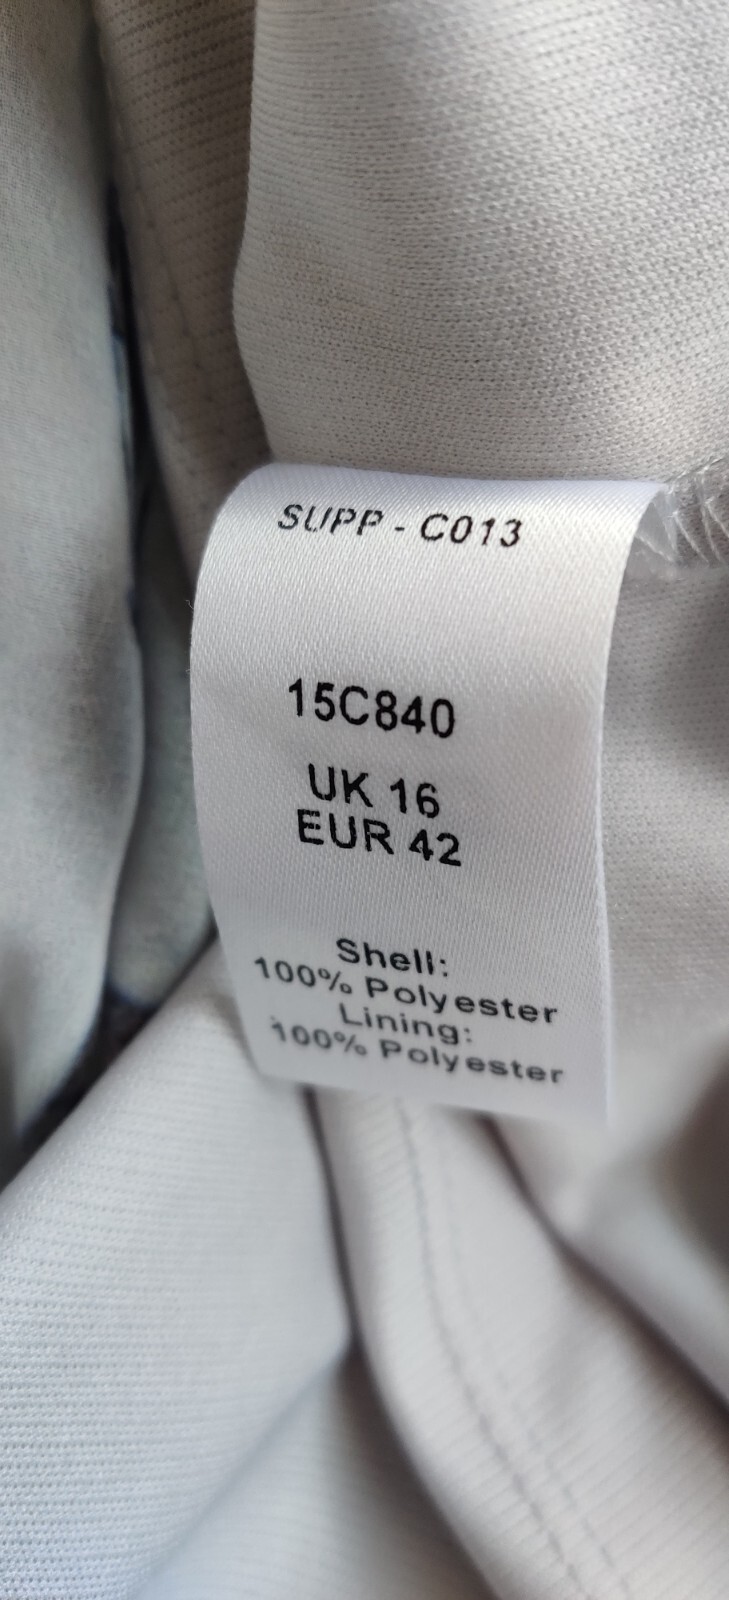 SUPP - C013
15C840
UK 16
EUR 42
Shell:
100% Polyester
Lining:
100% Polyester